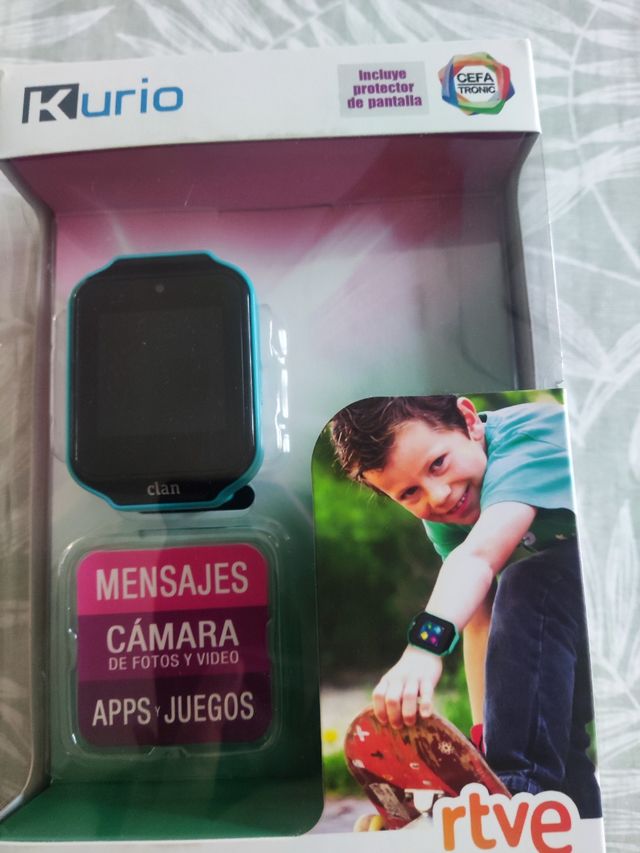 Kurio
Incluye
protector
de pantalla
CEFA
TRONIC
clan
MENSAJES
CÁMARA
DE FOTOS Y VIDEO
APPS Y JUEGOS
rtve